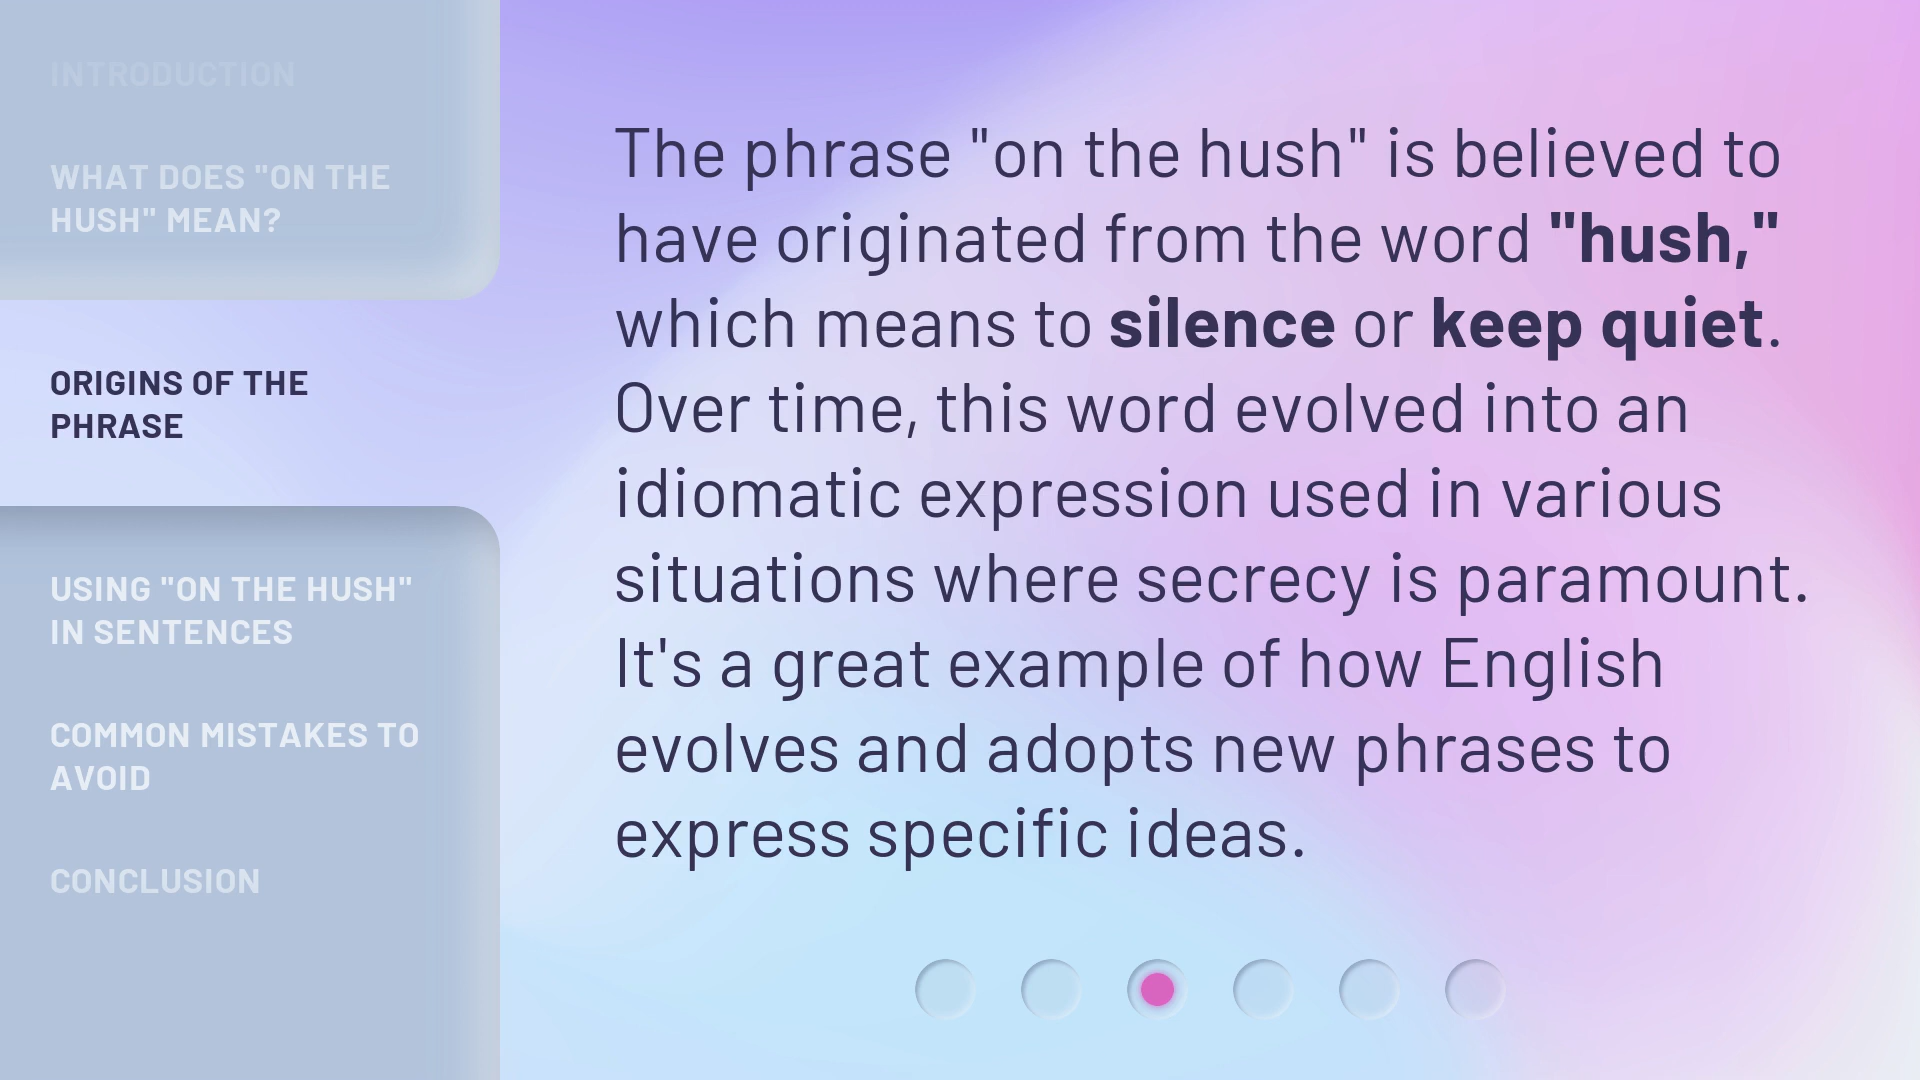 INTRODUCTION
WHAT DOES "ON THE
HUSH" MEAN?
ORIGINS OF THE
PHRASE
USING "ON THE HUSH"
IN SENTENCES
COMMON MISTAKES TO
AVOID
CONCLUSION
The phrase "on the hush" is believed to
have originated from the word "hush,"
which means to silence or keep quiet.
Over time, this word evolved into an
idiomatic expression used in various
situations where secrecy is paramount.
It's a great example of how English
evolves and adopts new phrases to
express specific ideas.